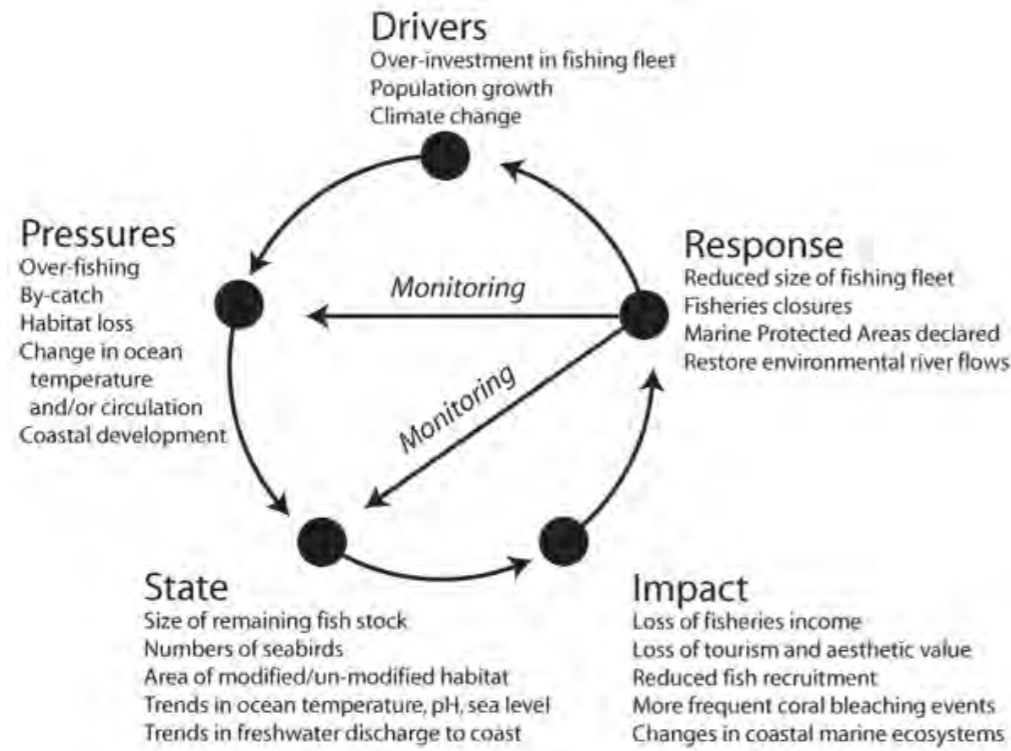 Drivers
Over-investment in fishing fleet
Population growth
Climate change
Pressures
Over-fishing
By-catch
Habitat loss
Change in ocean
temperature
and/or circulation
Coastal development
Monitoring
Monitoring
Response
Reduced size of fishing fleet
Fisheries closures
Marine Protected Areas declared
Restore environmental river flows
State
Size of remaining fish stock
Numbers of seabirds
Area of modified/un-modified habitat
Trends in ocean temperature, pH, sea level
Trends in freshwater discharge to coast
Impact
Loss of fisheries income
Loss of tourism and aesthetic value
Reduced fish recruitment
More frequent coral bleaching events
Changes in coastal marine ecosystems